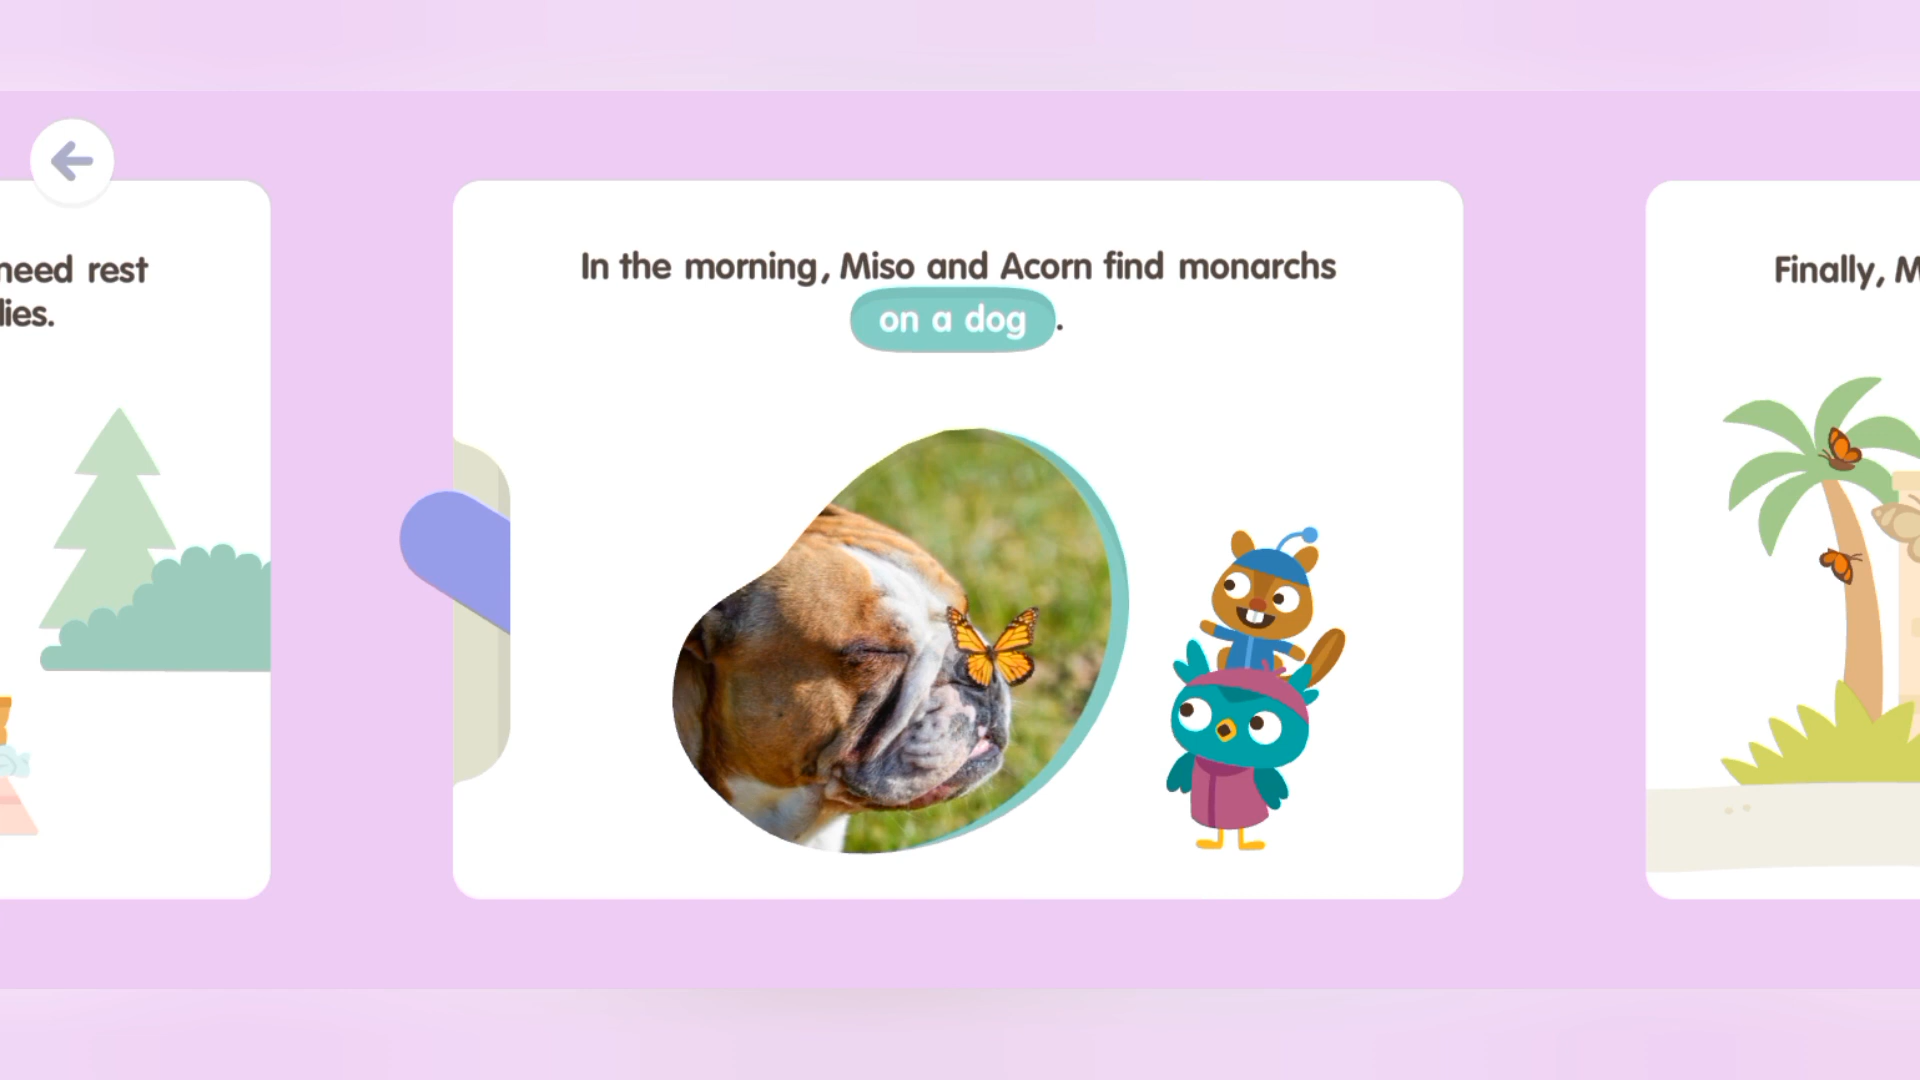 need rest
lies.
In the morning, Miso and Acorn find monarchs
on a dog.
Finally, M